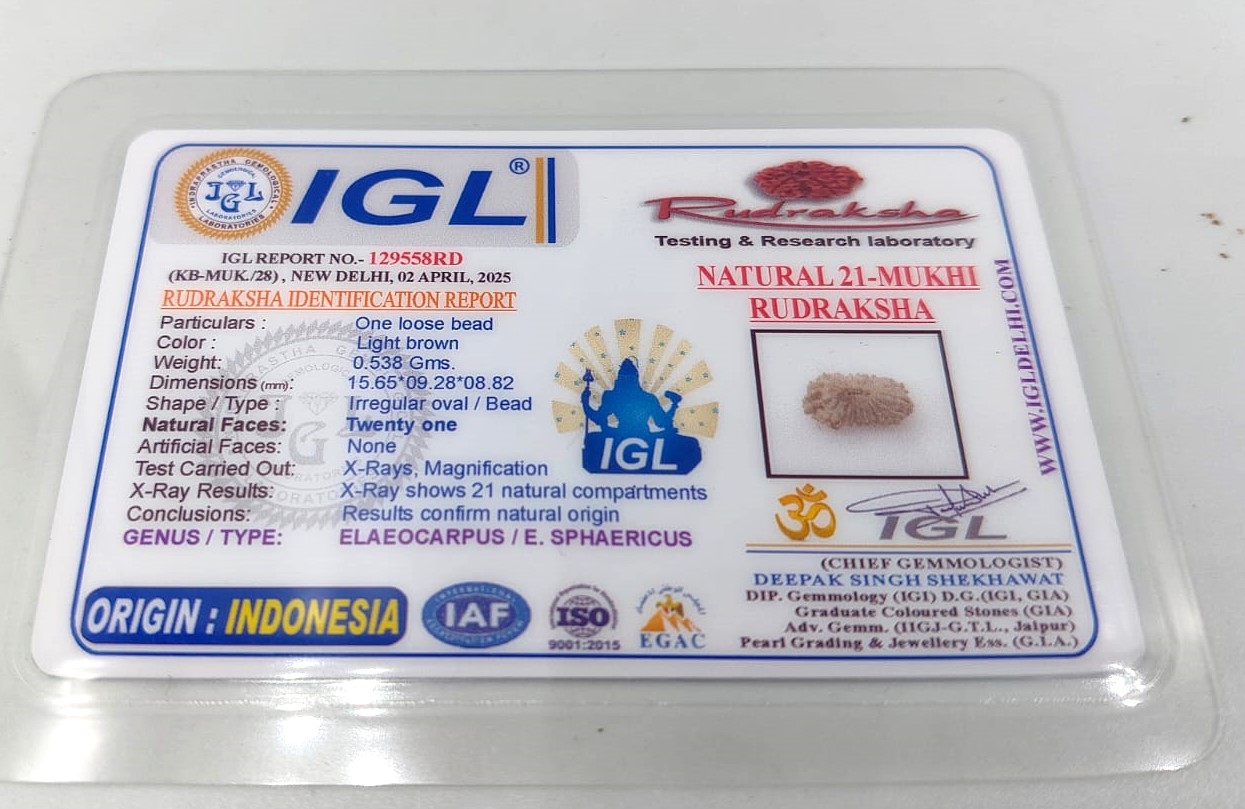 INDRAPRASTHA GEMOLOGICAL LABORATORIES
IGL
IGL®
Rudraksha
Testing & Research laboratory
IGL REPORT NO.- 129558RD
(KB-MUK./28) , NEW DELHI, 02 APRIL, 2025
RUDRAKSHA IDENTIFICATION REPORT
Particulars : One loose bead
Color : Light brown
Weight: 0.538 Gms.
Dimensions (mm): 15.65*09.28*08.82
Shape / Type : Irregular oval / Bead
Natural Faces: Twenty one
Artificial Faces: None
Test Carried Out: X-Rays, Magnification
X-Ray Results: X-Ray shows 21 natural compartments
Conclusions: Results confirm natural origin
GENUS / TYPE: ELAEOCARPUS / E. SPHAERICUS
IGL
NATURAL 21-MUKHI
RUDRAKSHA
WWW.IGLDELHI.COM
ॐ
IGL
(CHIEF GEMMOLOGIST)
DEEPAK SINGH SHEKHAWAT
DIP. Gemmology (IGI) D.G.(IGI, GIA)
Graduate Coloured Stones (GIA)
Adv. Gemm. (IIGJ-G.T.L., Jaipur)
Pearl Grading & Jewellery Ess. (G.I.A.)
ORIGIN : INDONESIA
IAF
ISO
9001:2015
EGAC